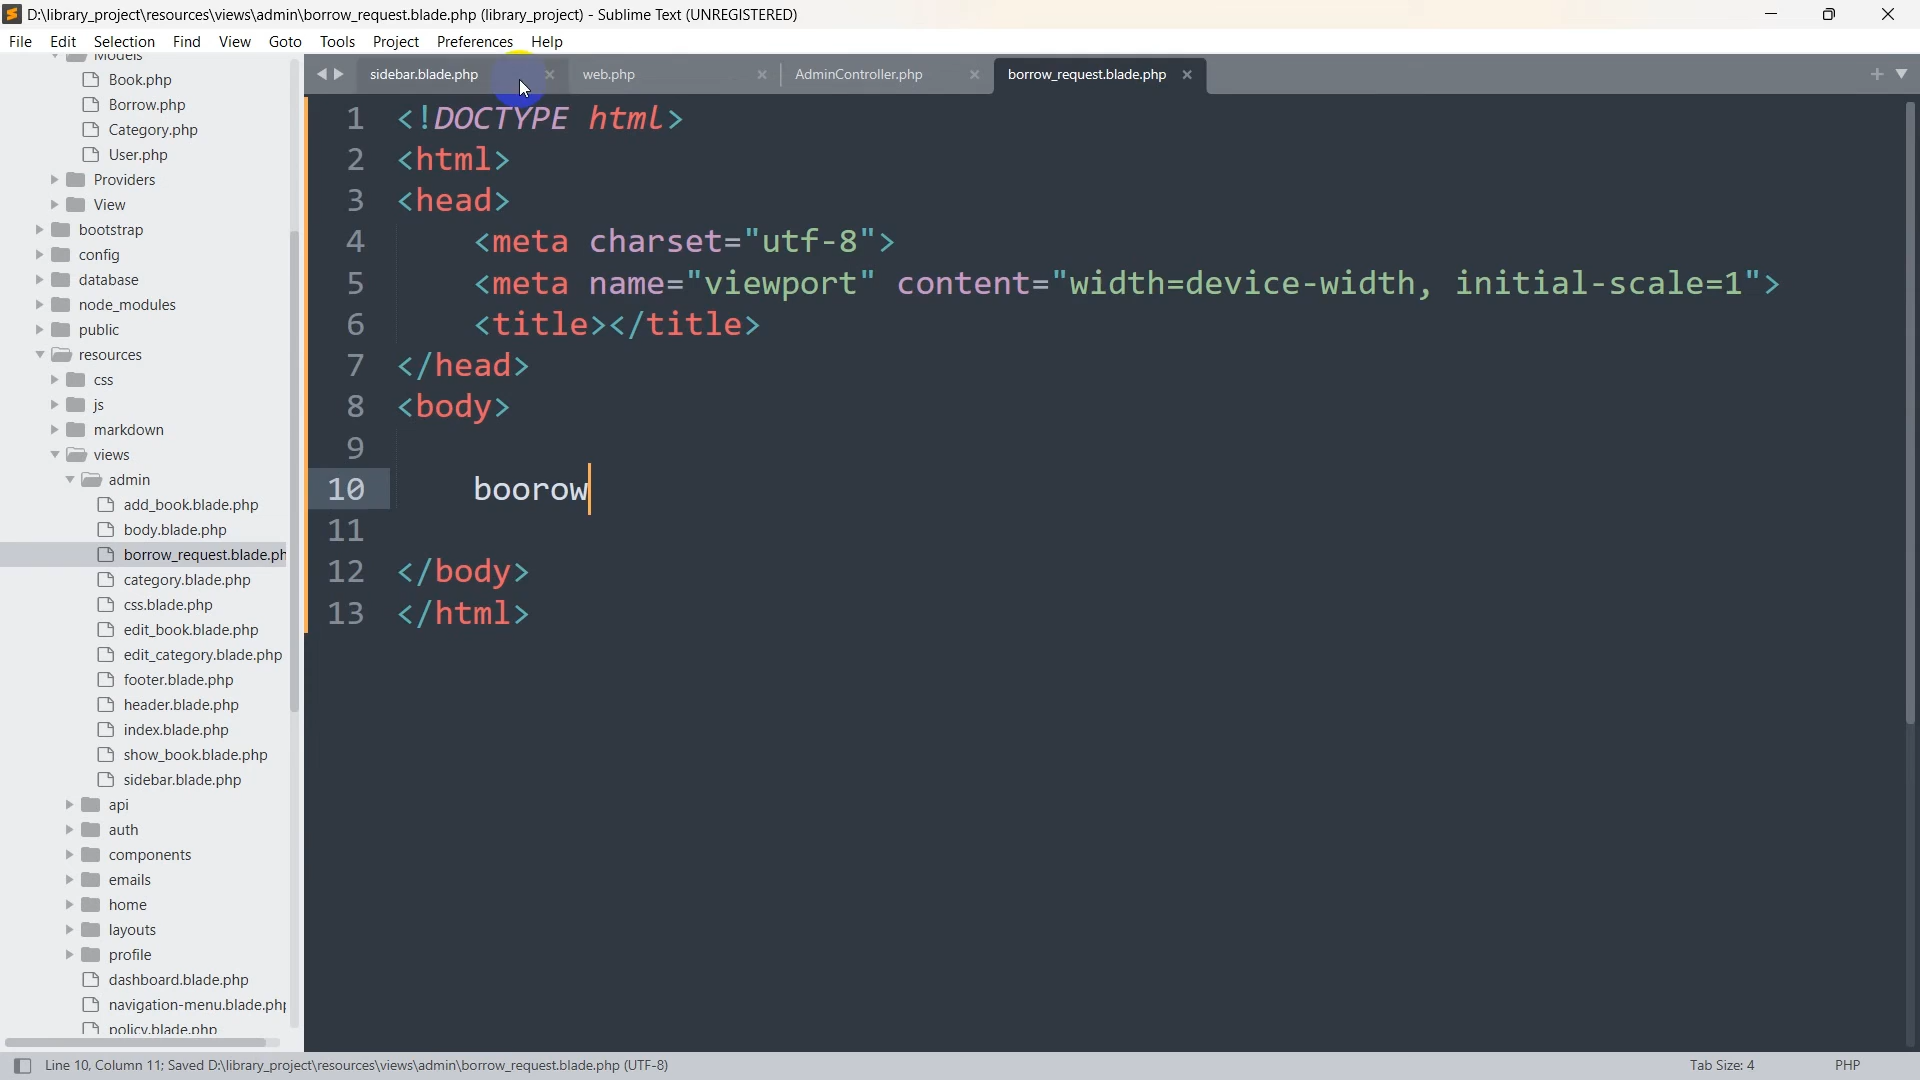 D:\library_project\resources\views\admin\borrow_request.blade.php (library_project) - Sublime Text (UNREGISTERED)
File Edit Selection Find View Goto Tools Project Preferences Help
sidebar.blade.php web.php AdminController.php borrow_request.blade.php
Models
Book.php
Borrow.php
Category.php
User.php
Providers
View
bootstrap
config
database
node_modules
public
resources
css
js
markdown
views
admin
add_book.blade.php
body.blade.php
borrow_request.blade.ph
category.blade.php
css.blade.php
edit_book.blade.php
edit_category.blade.php
footer.blade.php
header.blade.php
index.blade.php
show_book.blade.php
sidebar.blade.php
api
auth
components
emails
home
layouts
profile
dashboard.blade.php
navigation-menu.blade.php
policy.blade.php
1 <!DOCTYPE html>
2 <html>
3 <head>
4 <meta charset="utf-8">
5 <meta name="viewport" content="width=device-width, initial-scale=1">
6 <title></title>
7 </head>
8 <body>
9
10 boorow
11
12 </body>
13 </html>
Line 10, Column 11; Saved D:\library_project\resources\views\admin\borrow_request.blade.php (UTF-8)
Tab Size: 4 PHP